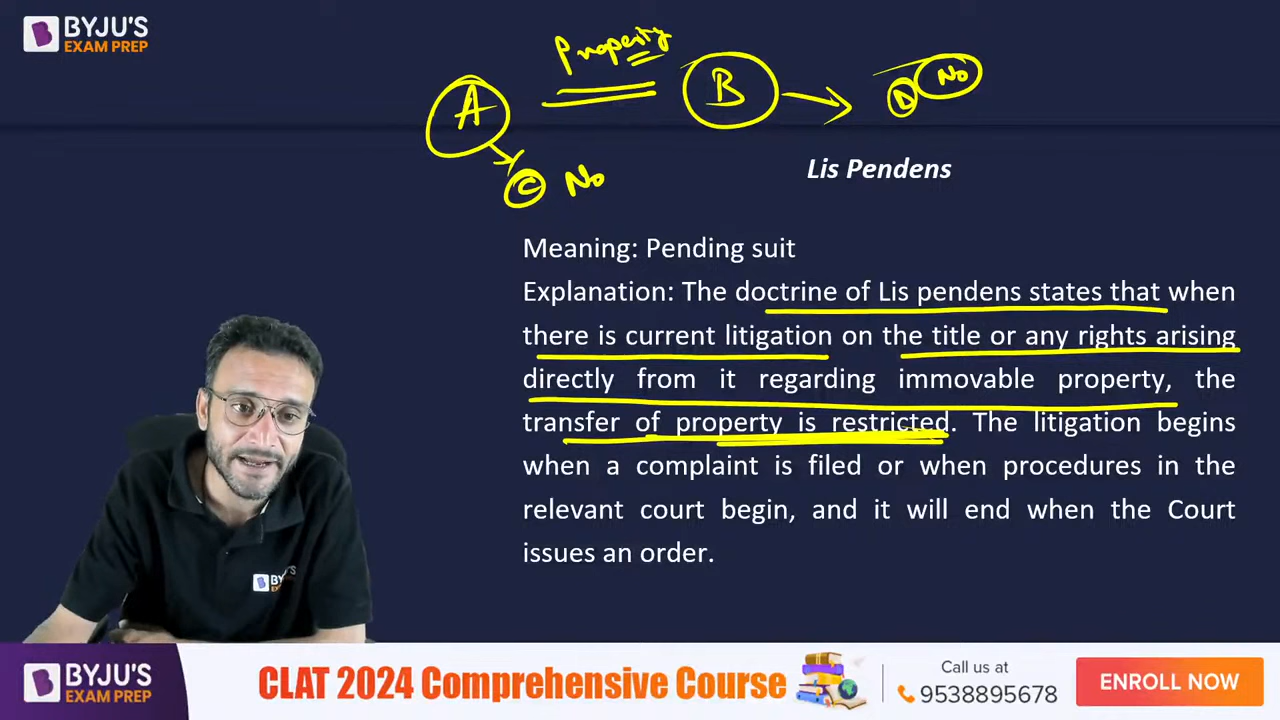 BYJU'S
EXAM PREP
Property
A
B
D
No
C
No
Lis Pendens
Meaning: Pending suit
Explanation: The doctrine of Lis pendens states that when
there is current litigation on the title or any rights arising
directly from it regarding immovable property, the
transfer of property is restricted. The litigation begins
when a complaint is filed or when procedures in the
relevant court begin, and it will end when the Court
issues an order.
BYJU'S
EXAM PREP
CLAT 2024 Comprehensive Course
Call us at
9538895678
ENROLL NOW